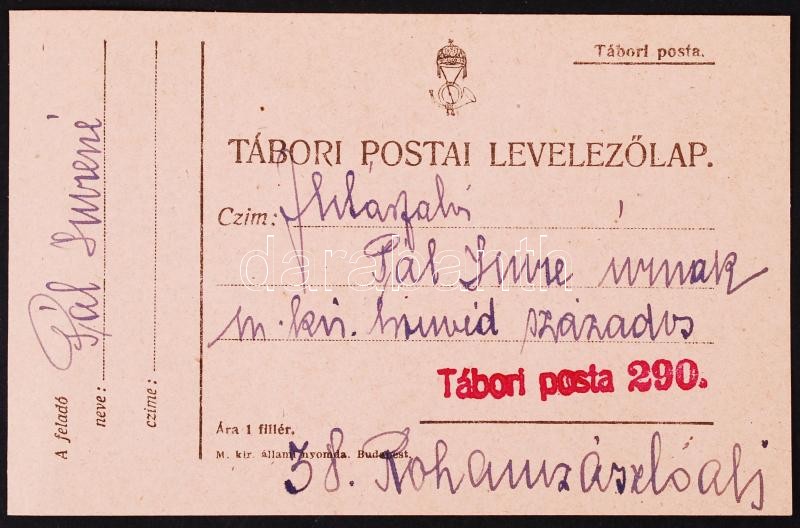 Tábori posta.
TÁBORI POSTAI LEVELEZŐLAP.
Czim:
Pál Imre urnak
m. kir. honvéd százados
Tábori posta 290.
Ára 1 fillér.
M. kir. állami nyomda. Budapest.
38. Rohamzászlóalj
A feladó
neve: Pál Imréné
czime:
darabanth